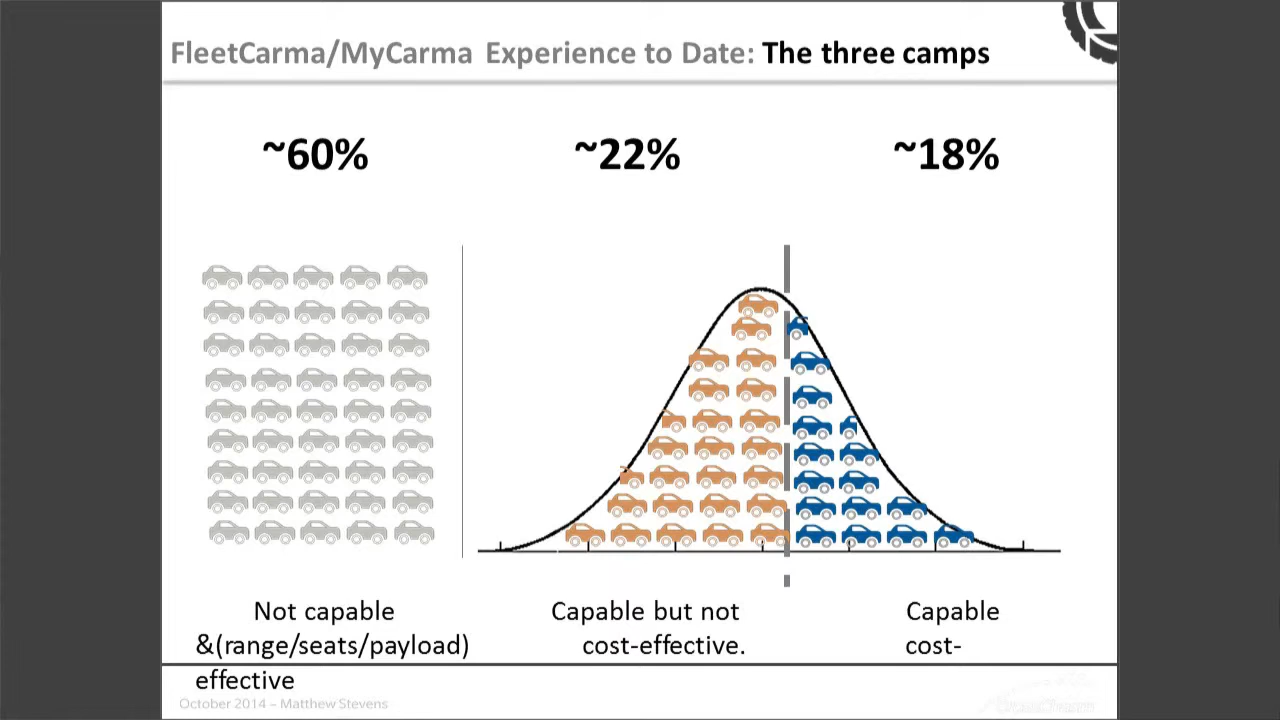 FleetCarma/MyCarma Experience to Date: The three camps
~60% ~22% ~18%
Not capable Capable but not Capable
&(range/seats/payload) cost-effective. cost-
effective
October 2014 – Matthew Stevens